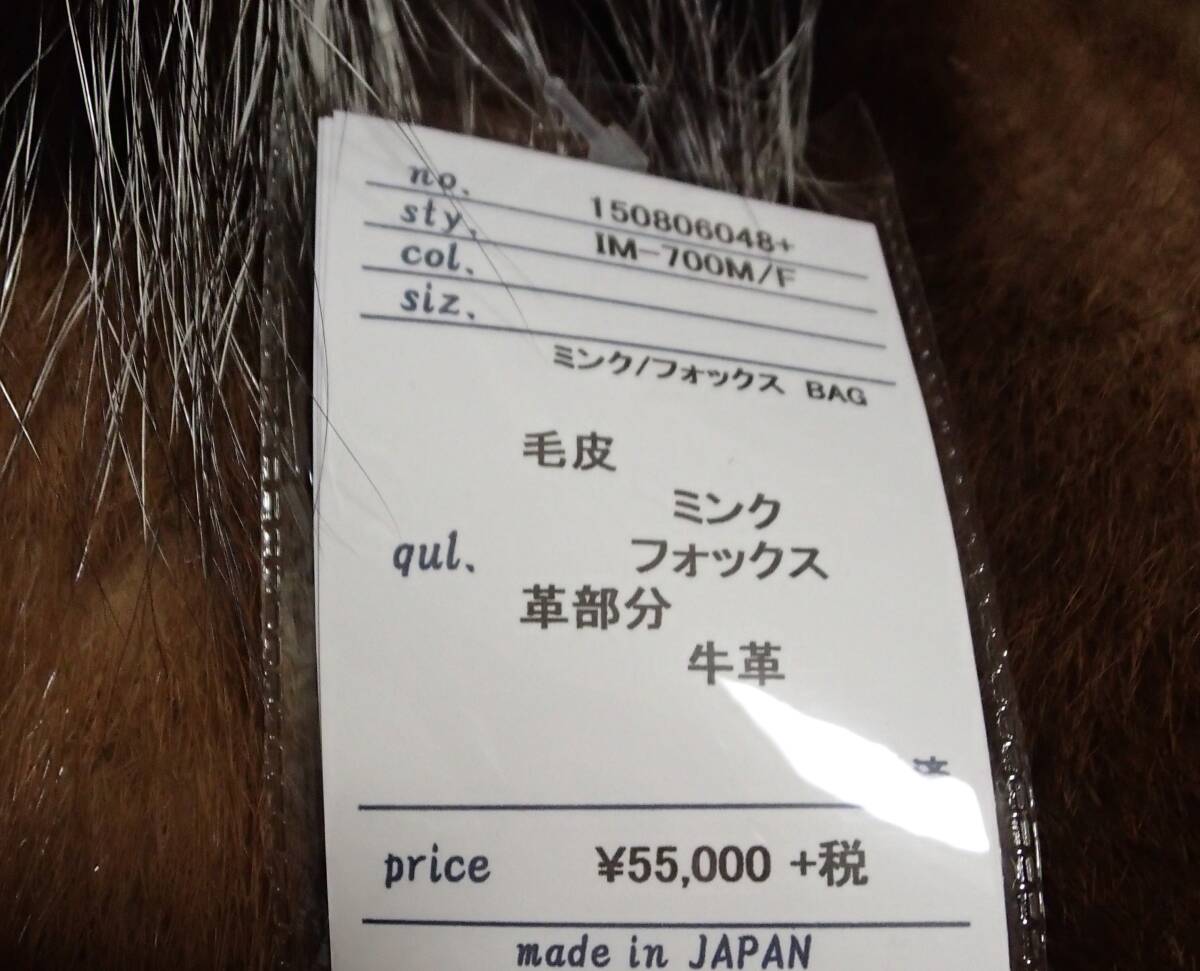 no. 150806048+
sty. IM-700M/F
col.
siz.
ミンク/フォックス BAG
毛皮
ミンク
qul. フォックス
革部分
牛革
済
price ¥55,000 +税
made in JAPAN